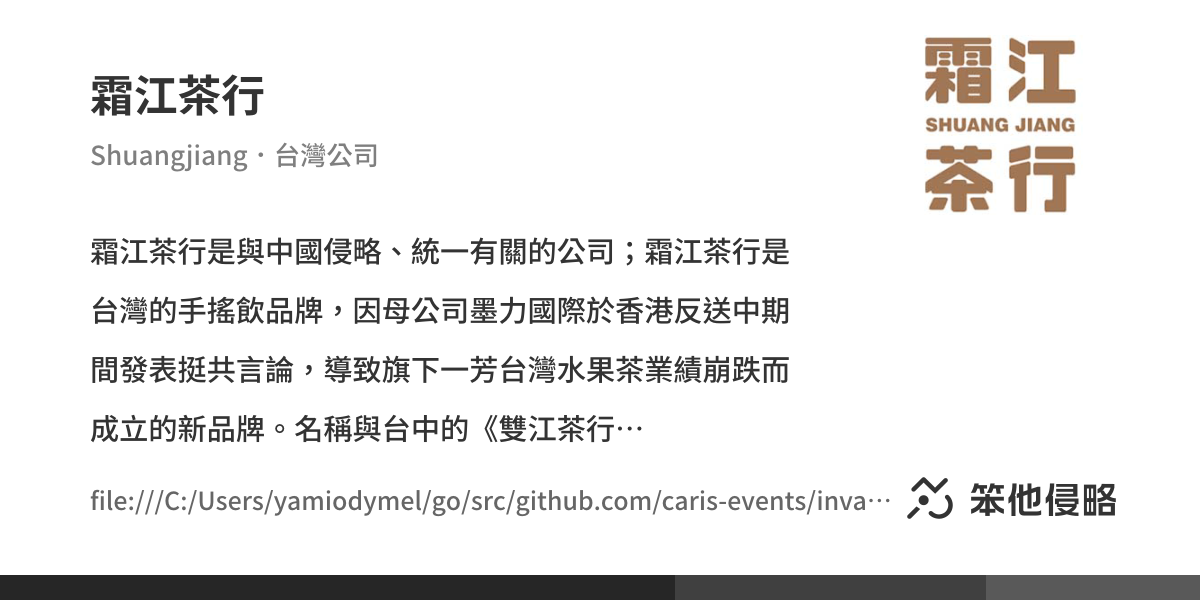 霜江茶行
Shuangjiang・台灣公司
霜江茶行是與中國侵略、統一有關的公司；霜江茶行是
台灣的手搖飲品牌，因母公司墨力國際於香港反送中期
間發表挺共言論，導致旗下一芳台灣水果茶業績崩跌而
成立的新品牌。名稱與台中的《雙江茶行…
file:///C:/Users/yamiodymel/go/src/github.com/caris-events/inva…
霜江
SHUANG JIANG
茶行
笨他侵略